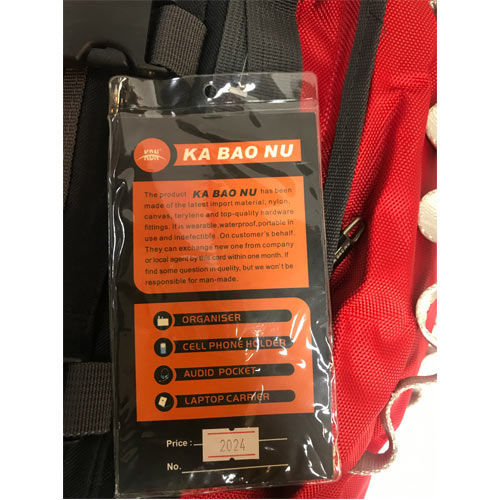 KBN KA BAO NU
The product KA BAO NU has been
made of the latest import material, nylon,
canvas, terylene and top-quality hardware
fittings. It is wearable,waterproof,portable in
use and indefectible .On customer's behalf.
They can exchange new one from company
or local agent by this card within one month. If
find some question in quelity, but we won't be
responsible for man-made.
ORGANISER
CELL PHONE HOLDER
AUDIO POCKET
LAPTOP CARRIER
Price : 2024
No.